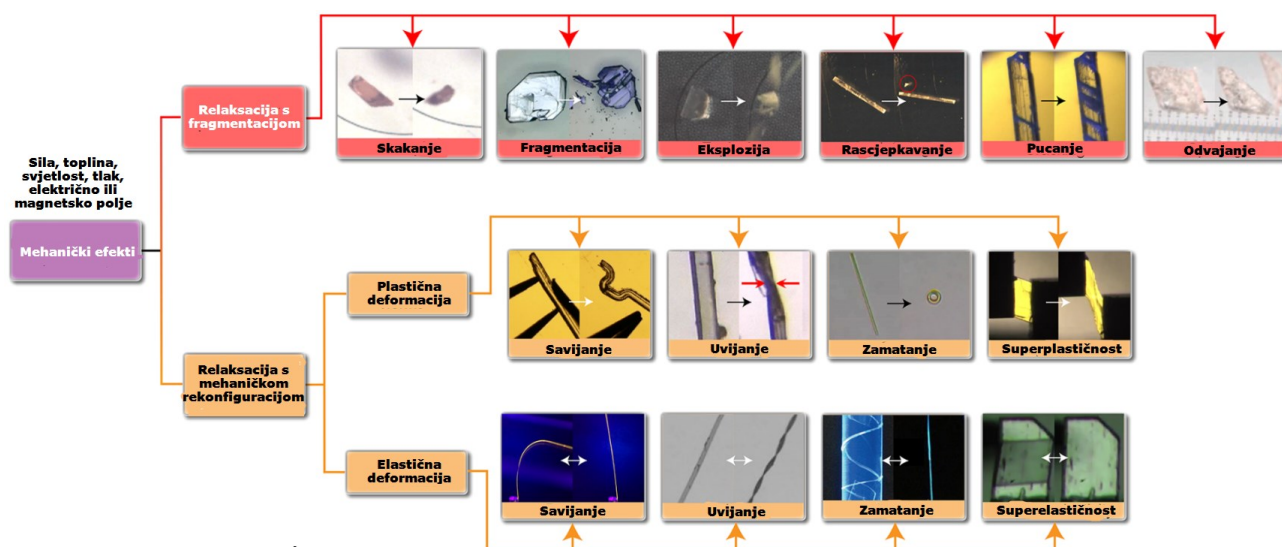 Relaksacija s
fragmentacijom
Skakanje
Fragmentacija
Eksplozija
Rascjepkavanje
Pucanje
Odvajanje
Sila, toplina,
svjetlost, tlak,
električno ili
magnetsko polje
Mehanički efekti
Plastična
deformacija
Savijanje
Uvijanje
Zamatanje
Superplastičnost
Relaksacija s
mehaničkom
rekonfiguracijom
Elastična
deformacija
Savijanje
Uvijanje
Zamatanje
Superelastičnost